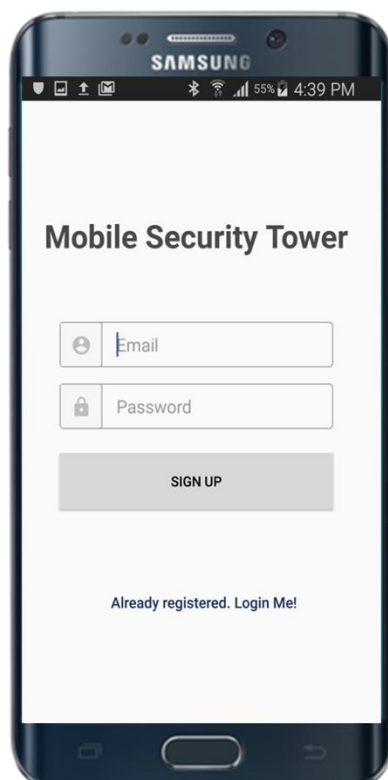 SAMSUNG
55% 4:39 PM
Mobile Security Tower
Email
Password
SIGN UP
Already registered. Login Me!